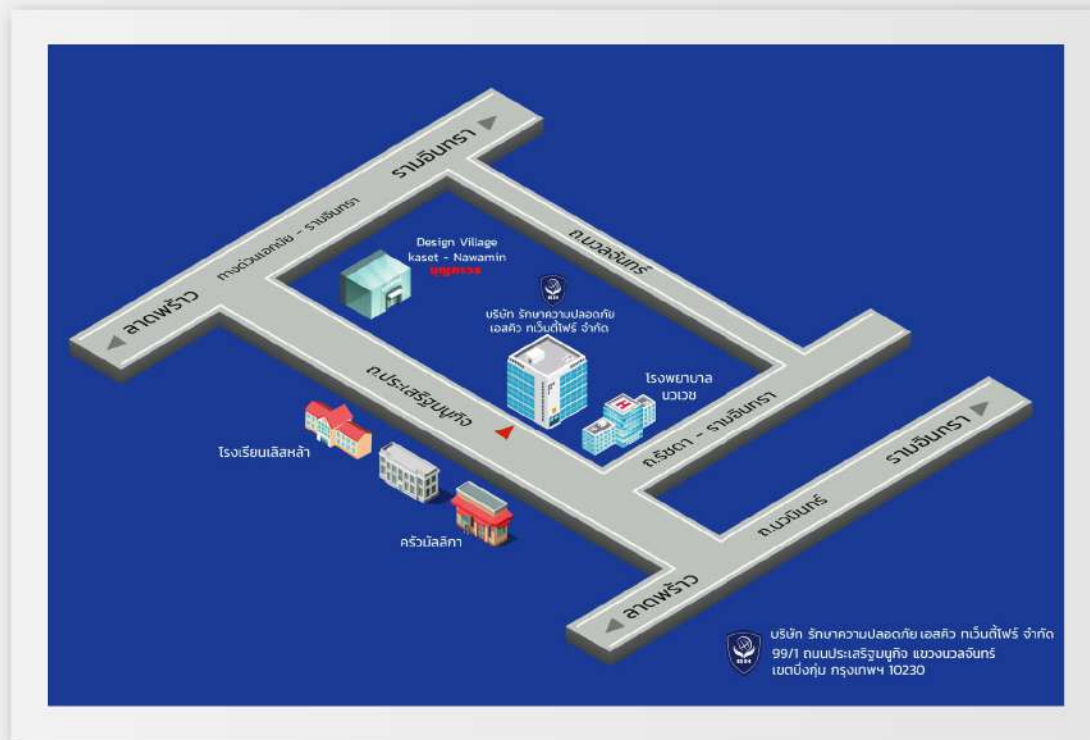 รามอินทรา
ทางด่วนเอกมัย - รามอินทรา
ลาดพร้าว
ถ.นวลจันทร์
Design Village
kaset - Nawamin
บริษัท รักษาความปลอดภัย
เอสคิว ทเว็นตี้โฟร์ จำกัด
ถ.ประเสริฐมนูกิจ
โรงพยาบาล
นวเวช
ถ.รัชดา - รามอินทรา
โรงเรียนเลิศหล้า
ครัวมัลลิกา
รามอินทรา
ถ.นวมินทร์
ลาดพร้าว
บริษัท รักษาความปลอดภัย เอสคิว ทเว็นตี้โฟร์ จำกัด
99/1 ถนนประเสริฐมนูกิจ แขวงนวลจันทร์
เขตบึงกุ่ม กรุงเทพฯ 10230